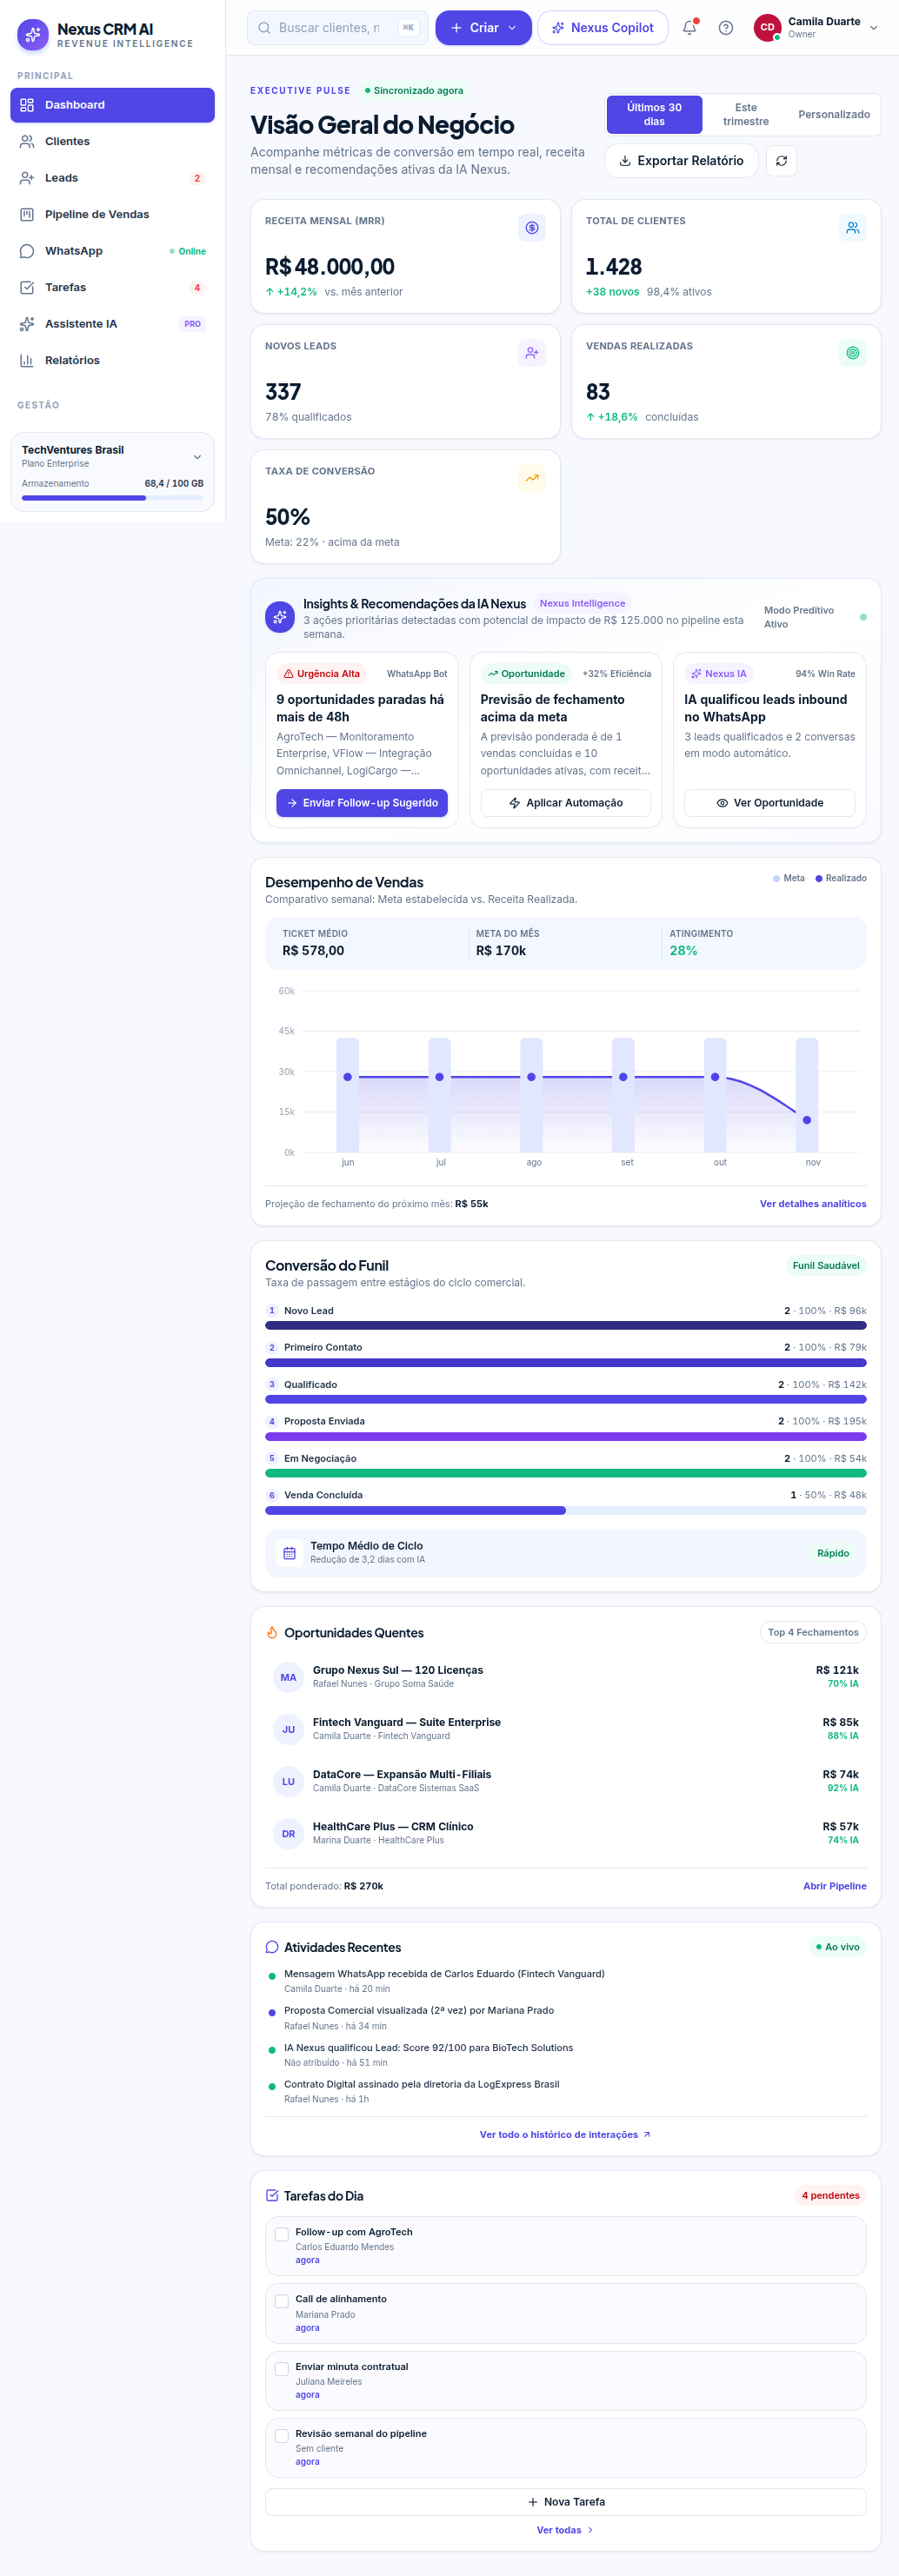 Nexus CRM AI
REVENUE INTELLIGENCE
PRINCIPAL
Dashboard
Clientes
Leads 2
Pipeline de Vendas
WhatsApp Online
Tarefas 4
Assistente IA PRO
Relatórios
GESTÃO
TechVentures Brasil
Plano Enterprise
Armazenamento 68,4 / 100 GB
Buscar clientes, n ⌘K
Criar
Nexus Copilot
CD
Camila Duarte
Owner
EXECUTIVE PULSE Sincronizado agora
Visão Geral do Negócio
Acompanhe métricas de conversão em tempo real, receita
mensal e recomendações ativas da IA Nexus.
Últimos 30
dias
Este
trimestre
Personalizado
Exportar Relatório
RECEITA MENSAL (MRR)
R$ 48.000,00
↑ +14,2% vs. mês anterior
TOTAL DE CLIENTES
1.428
+38 novos 98,4% ativos
NOVOS LEADS
337
78% qualificados
VENDAS REALIZADAS
83
↑ +18,6% concluídas
TAXA DE CONVERSÃO
50%
Meta: 22% · acima da meta
Insights & Recomendações da IA Nexus Nexus Intelligence
3 ações prioritárias detectadas com potencial de impacto de R$ 125.000 no pipeline esta
semana.
Modo Preditivo
Ativo
Urgência Alta WhatsApp Bot
9 oportunidades paradas há
mais de 48h
AgroTech — Monitoramento
Enterprise, VFlow — Integração
Omnichannel, LogiCargo —...
Enviar Follow-up Sugerido
Oportunidade +32% Eficiência
Previsão de fechamento
acima da meta
A previsão ponderada é de 1
vendas concluídas e 10
oportunidades ativas, com receit...
Aplicar Automação
Nexus IA 94% Win Rate
IA qualificou leads inbound
no WhatsApp
3 leads qualificados e 2 conversas
em modo automático.
Ver Oportunidade
Desempenho de Vendas
Comparativo semanal: Meta estabelecida vs. Receita Realizada.
Meta Realizado
TICKET MÉDIO
R$ 578,00
META DO MÊS
R$ 170k
ATINGIMENTO
28%
60k
45k
30k
15k
0k
jun jul ago set out nov
Projeção de fechamento do próximo mês: R$ 55k
Ver detalhes analíticos
Conversão do Funil
Taxa de passagem entre estágios do ciclo comercial.
Funil Saudável
1 Novo Lead 2 · 100% · R$ 96k
2 Primeiro Contato 2 · 100% · R$ 79k
3 Qualificado 2 · 100% · R$ 142k
4 Proposta Enviada 2 · 100% · R$ 195k
5 Em Negociação 2 · 100% · R$ 54k
6 Venda Concluída 1 · 50% · R$ 48k
Tempo Médio de Ciclo
Redução de 3,2 dias com IA
Rápido
Oportunidades Quentes Top 4 Fechamentos
MA
Grupo Nexus Sul — 120 Licenças R$ 121k
Rafael Nunes · Grupo Soma Saúde 70% IA
JU
Fintech Vanguard — Suite Enterprise R$ 85k
Camila Duarte · Fintech Vanguard 88% IA
LU
DataCore — Expansão Multi-Filiais R$ 74k
Camila Duarte · DataCore Sistemas SaaS 92% IA
DR
HealthCare Plus — CRM Clínico R$ 57k
Marina Duarte · HealthCare Plus 74% IA
Total ponderado: R$ 270k Abrir Pipeline
Atividades Recentes Ao vivo
Mensagem WhatsApp recebida de Carlos Eduardo (Fintech Vanguard)
Camila Duarte · há 20 min
Proposta Comercial visualizada (2ª vez) por Mariana Prado
Rafael Nunes · há 34 min
IA Nexus qualificou Lead: Score 92/100 para BioTech Solutions
Não atribuído · há 51 min
Contrato Digital assinado pela diretoria da LogExpress Brasil
Rafael Nunes · há 1h
Ver todo o histórico de interações
Tarefas do Dia 4 pendentes
Follow-up com AgroTech
Carlos Eduardo Mendes
agora
Call de alinhamento
Mariana Prado
agora
Enviar minuta contratual
Juliana Meireles
agora
Revisão semanal do pipeline
Sem cliente
agora
Nova Tarefa
Ver todas